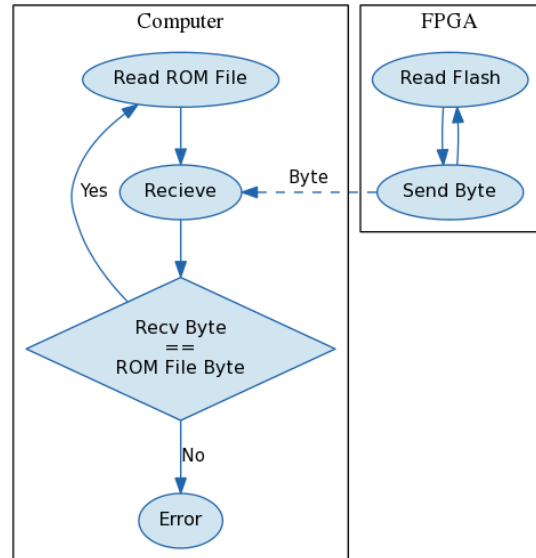 Computer
Read ROM File
Yes
Recieve
Recv Byte
==
ROM File Byte
No
Error
FPGA
Read Flash
Byte
Send Byte